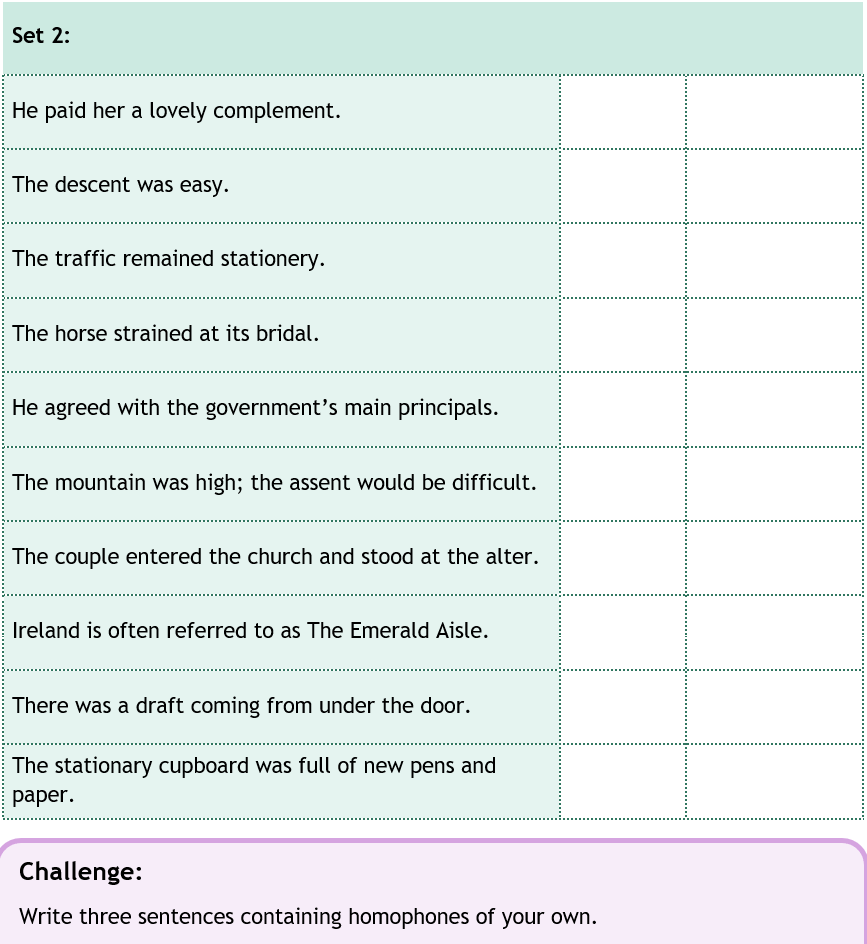 Set 2:
He paid her a lovely complement.
The descent was easy.
The traffic remained stationery.
The horse strained at its bridal.
He agreed with the government’s main principals.
The mountain was high; the assent would be difficult.
The couple entered the church and stood at the alter.
Ireland is often referred to as The Emerald Aisle.
There was a draft coming from under the door.
The stationary cupboard was full of new pens and
paper.
Challenge:
Write three sentences containing homophones of your own.